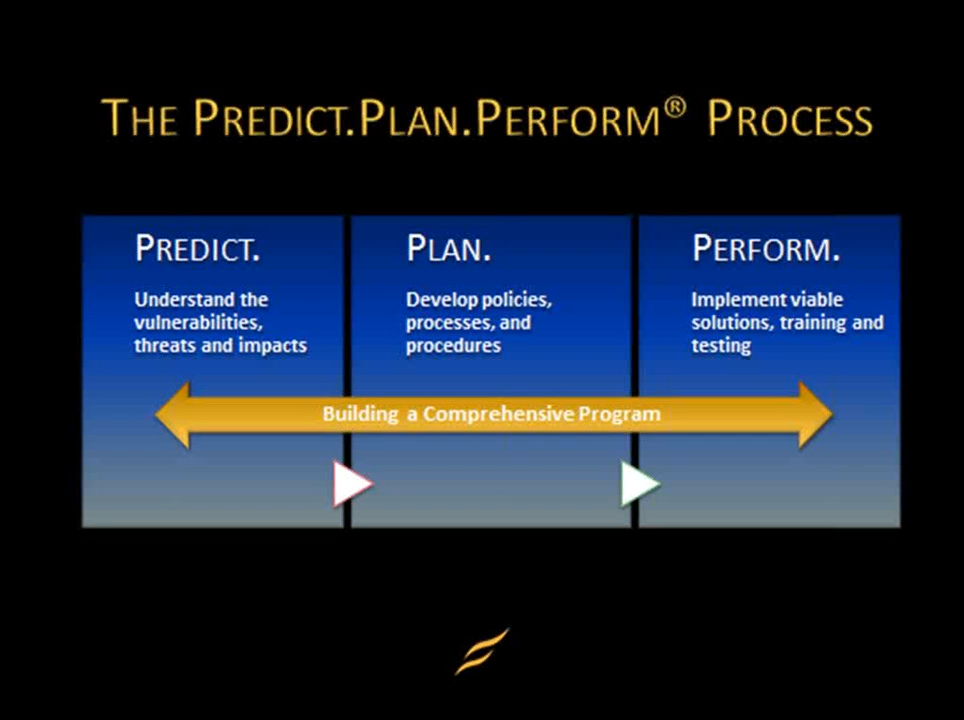 THE PREDICT.PLAN.PERFORM® PROCESS
PREDICT.
Understand the
vulnerabilities,
threats and impacts
PLAN.
Develop policies,
processes, and
procedures
PERFORM.
Implement viable
solutions, training and
testing
Building a Comprehensive Program